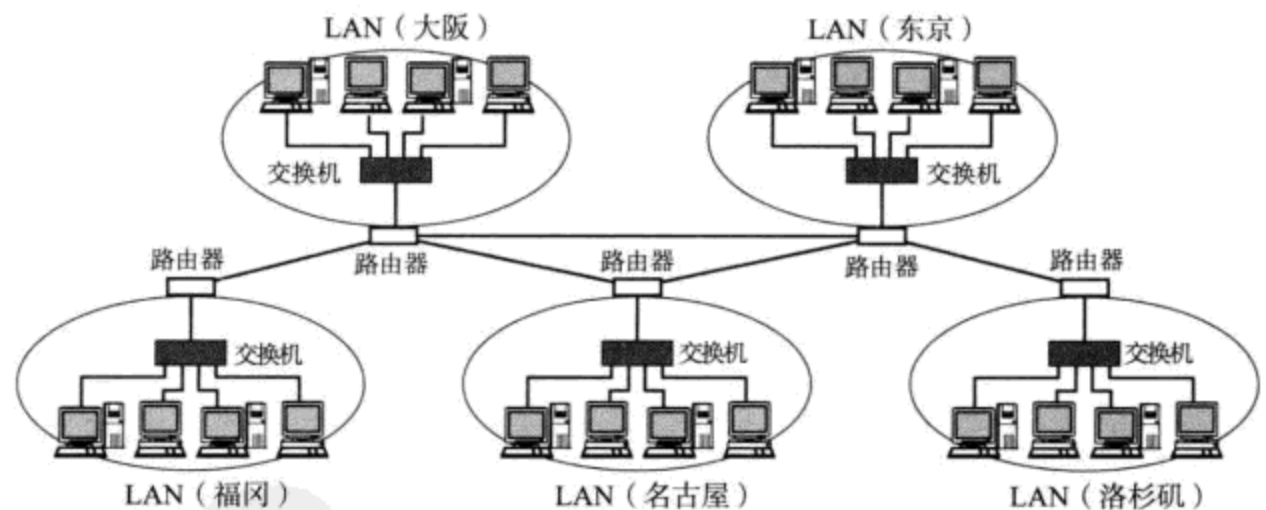 LAN（大阪）
LAN（东京）
交换机
交换机
路由器
路由器
路由器
路由器
路由器
交换机
交换机
交换机
LAN（福冈）
LAN（名古屋）
LAN（洛杉矶）